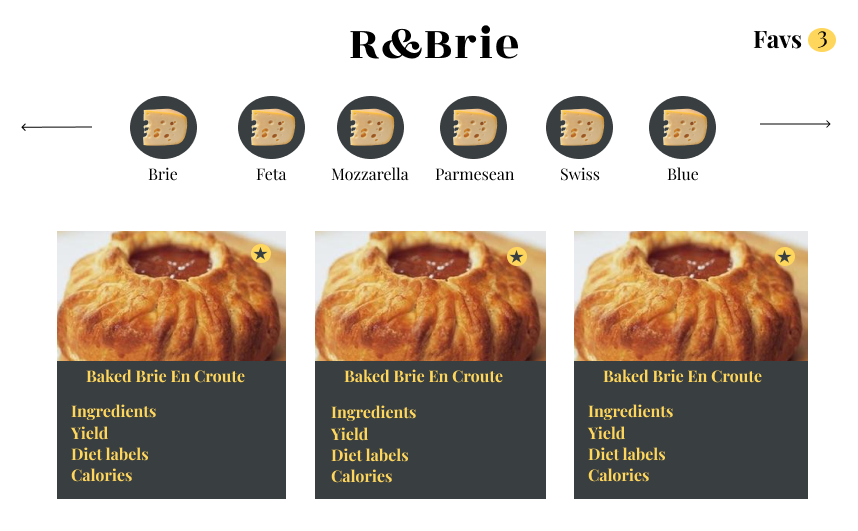 R&Brie
Favs 3
Brie
Feta
Mozzarella
Parmesean
Swiss
Blue
Baked Brie En Croute
Ingredients
Yield
Diet labels
Calories
Baked Brie En Croute
Ingredients
Yield
Diet labels
Calories
Baked Brie En Croute
Ingredients
Yield
Diet labels
Calories